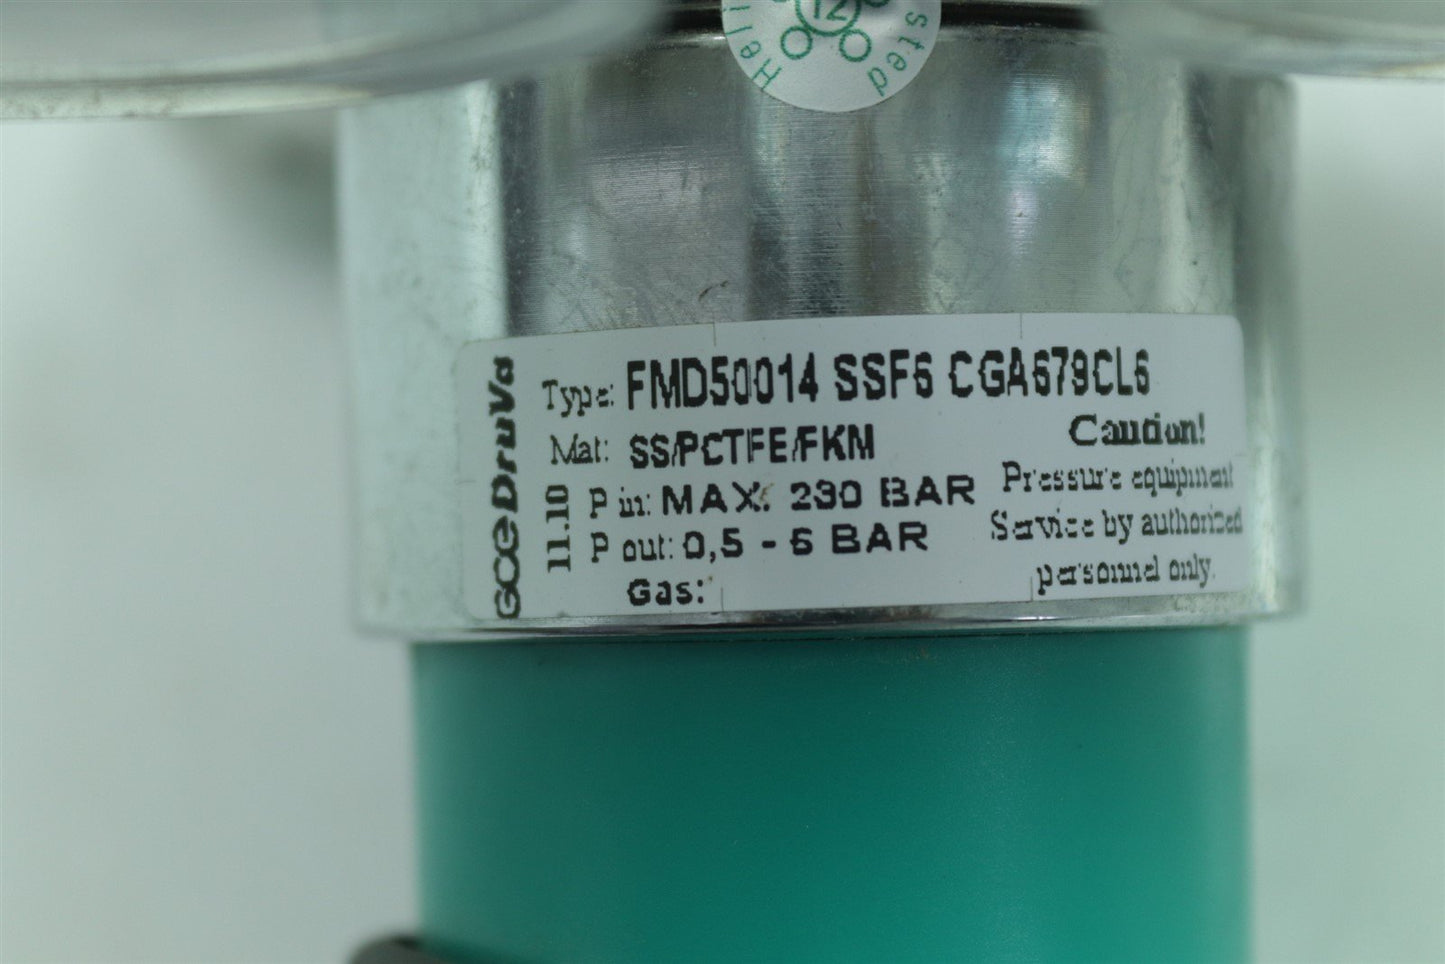 12
GCE DruVa
11.10
Type: FMD50014 SSF6 CGA679CL6
Mat: SS/PCTFE/FKM
P in: MAX. 230 BAR
P out: 0,5 - 6 BAR
Gas:
Caution!
Pressure equipment
Service by authorized
personnel only.